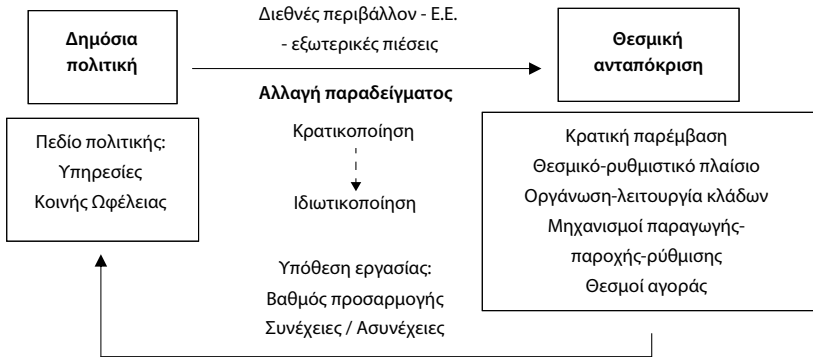 Δημόσια
πολιτική
Διεθνές περιβάλλον - Ε.Ε.
- εξωτερικές πιέσεις
Θεσμική
ανταπόκριση
Αλλαγή παραδείγματος
Πεδίο πολιτικής:
Υπηρεσίες
Κοινής Ωφέλειας
Κρατικοποίηση
Ιδιωτικοποίηση
Υπόθεση εργασίας:
Βαθμός προσαρμογής
Συνέχειες / Ασυνέχειες
Κρατική παρέμβαση
Θεσμικό-ρυθμιστικό πλαίσιο
Οργάνωση-λειτουργία κλάδων
Μηχανισμοί παραγωγής-
παροχής-ρύθμισης
Θεσμοί αγοράς